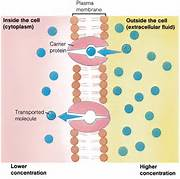 Plasma
membrane
Inside the cell
(cytoplasm)
Outside the cell
(extracellular fluid)
Carrier
protein
Transported
molecule
Lower
concentration
Higher
concentration